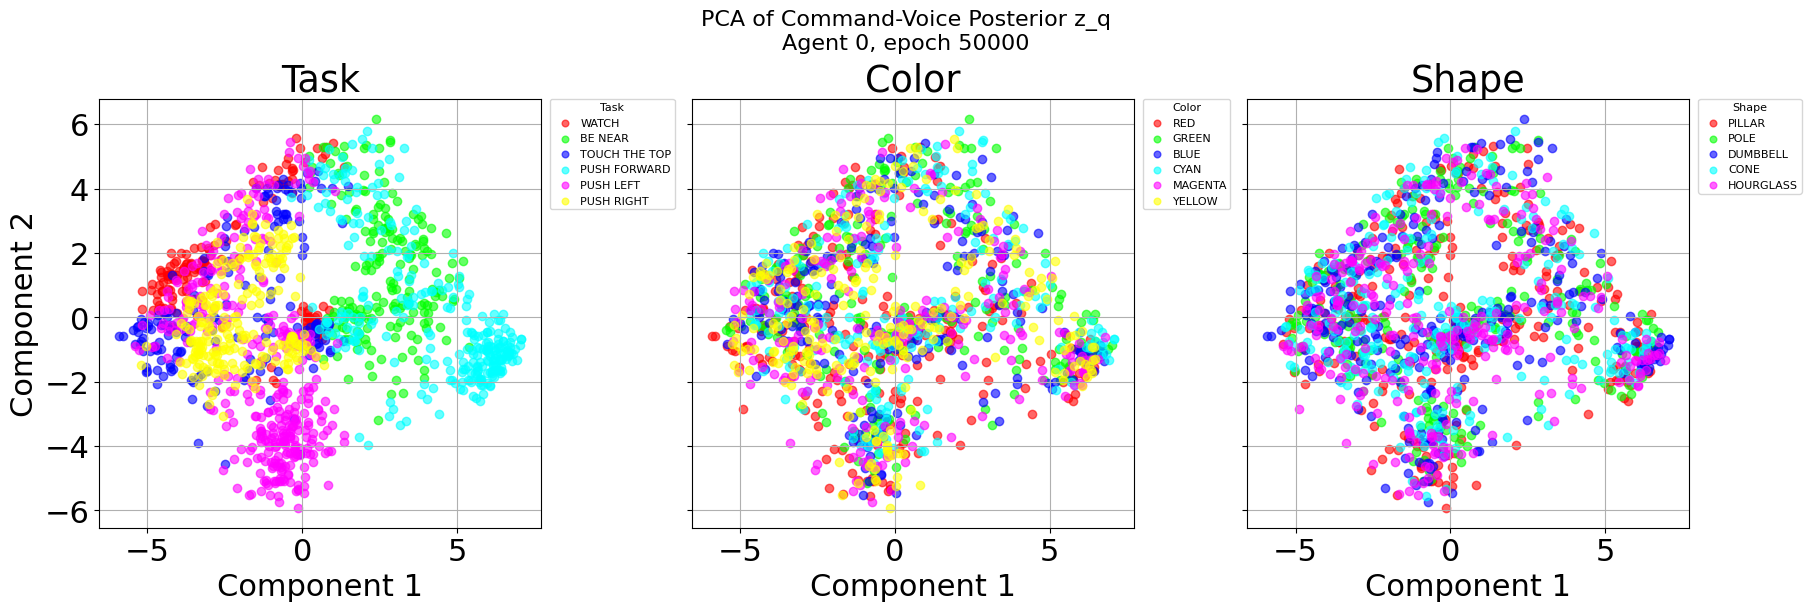 PCA of Command-Voice Posterior z_q
Agent 0, epoch 50000
Task
Color
Shape
Task
WATCH
BE NEAR
TOUCH THE TOP
PUSH FORWARD
PUSH LEFT
PUSH RIGHT
Color
RED
GREEN
BLUE
CYAN
MAGENTA
YELLOW
Shape
PILLAR
POLE
DUMBBELL
CONE
HOURGLASS
Component 2
6
4
2
0
−2
−4
−6
−5 0 5
−5 0 5
−5 0 5
Component 1
Component 1
Component 1